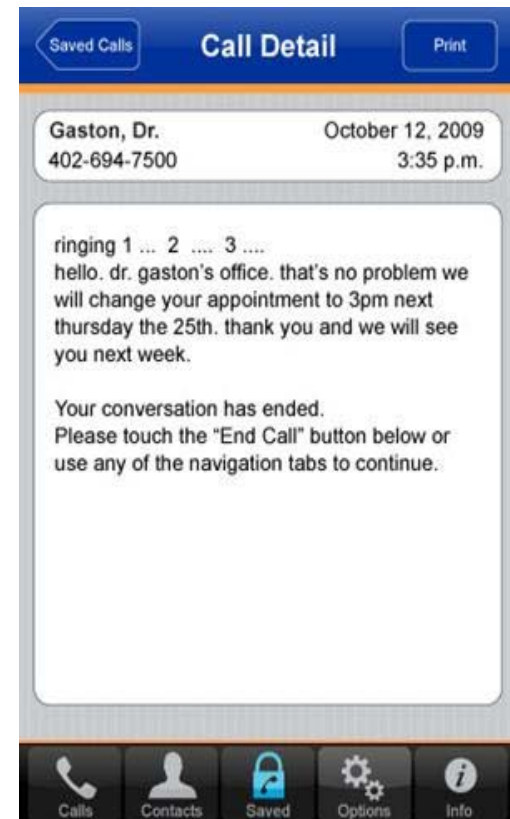 Saved Calls
Call Detail
Print
Gaston, Dr.
October 12, 2009
402-694-7500
3:35 p.m.
ringing 1 ... 2 .... 3 ....
hello. dr. gaston's office. that's no problem we
will change your appointment to 3pm next
thursday the 25th. thank you and we will see
you next week.
Your conversation has ended.
Please touch the “End Call” button below or
use any of the navigation tabs to continue.
Calls
Contacts
Saved
Options
Info